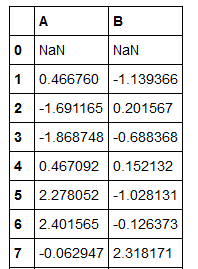 A B
0 NaN NaN
1 0.466760 -1.139366
2 -1.691165 0.201567
3 -1.868748 -0.688368
4 0.467092 0.152132
5 2.278052 -1.028131
6 2.401565 -0.126373
7 -0.062947 2.318171